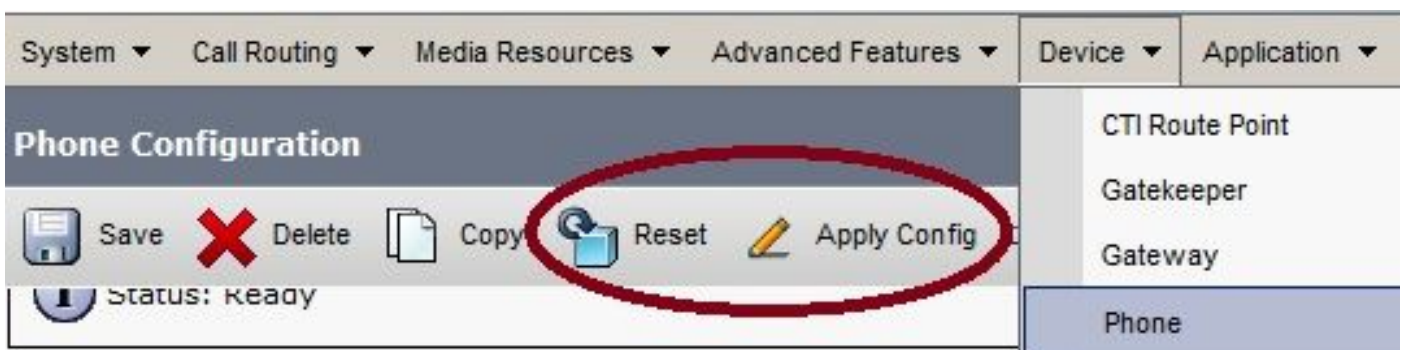 System Call Routing Media Resources Advanced Features Device Application
Phone Configuration
CTI Route Point
Gatekeeper
Save Delete Copy Reset Apply Config
Gateway
Status: Ready
Phone